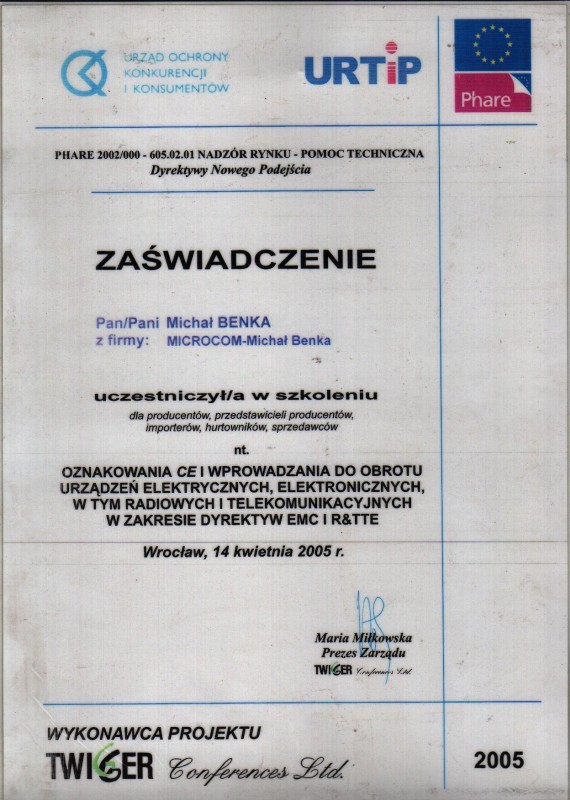 URZĄD OCHRONY
KONKURENCJI
I KONSUMENTÓW
URTiP
Phare
PHARE 2002/000 - 605.02.01 NADZÓR RYNKU - POMOC TECHNICZNA
Dyrektywy Nowego Podejścia
ZAŚWIADCZENIE
Pan/Pani Michał BENKA
z firmy: MICROCOM-Michał Benka
uczestniczył/a w szkoleniu
dla producentów, przedstawicieli producentów,
importerów, hurtowników, sprzedawców
nt.
OZNAKOWANIA CE I WPROWADZANIA DO OBROTU
URZĄDZEŃ ELEKTRYCZNYCH, ELEKTRONICZNYCH,
W TYM RADIOWYCH I TELEKOMUNIKACYJNYCH
W ZAKRESIE DYREKTYW EMC I R&TTE
Wrocław, 14 kwietnia 2005 r.
Maria Miłkowska
Prezes Zarządu
TWIGER Conferences Ltd.
WYKONAWCA PROJEKTU
TWIGER Conferences Ltd.
2005